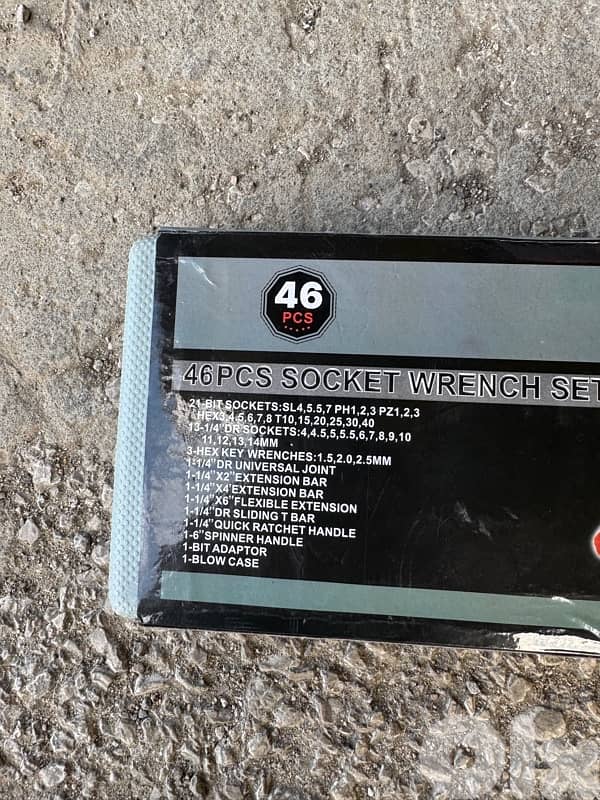 46
PCS
46PCS SOCKET WRENCH SET
21-BIT SOCKETS:SL4,5.5,7 PH1,2,3 PZ1,2,3
HEX3,4,5,6,7,8 T10,15,20,25,30,40
13-1/4"DR SOCKETS:4,4.5,5,5.5,6,7,8,9,10
11,12,13,14MM
3-HEX KEY WRENCHES:1.5,2.0,2.5MM
1-1/4"DR UNIVERSAL JOINT
1-1/4"X2"EXTENSION BAR
1-1/4"X4"EXTENSION BAR
1-1/4"X6"FLEXIBLE EXTENSION
1-1/4"DR SLIDING T BAR
1-1/4"QUICK RATCHET HANDLE
1-6"SPINNER HANDLE
1-BIT ADAPTOR
1-BLOW CASE